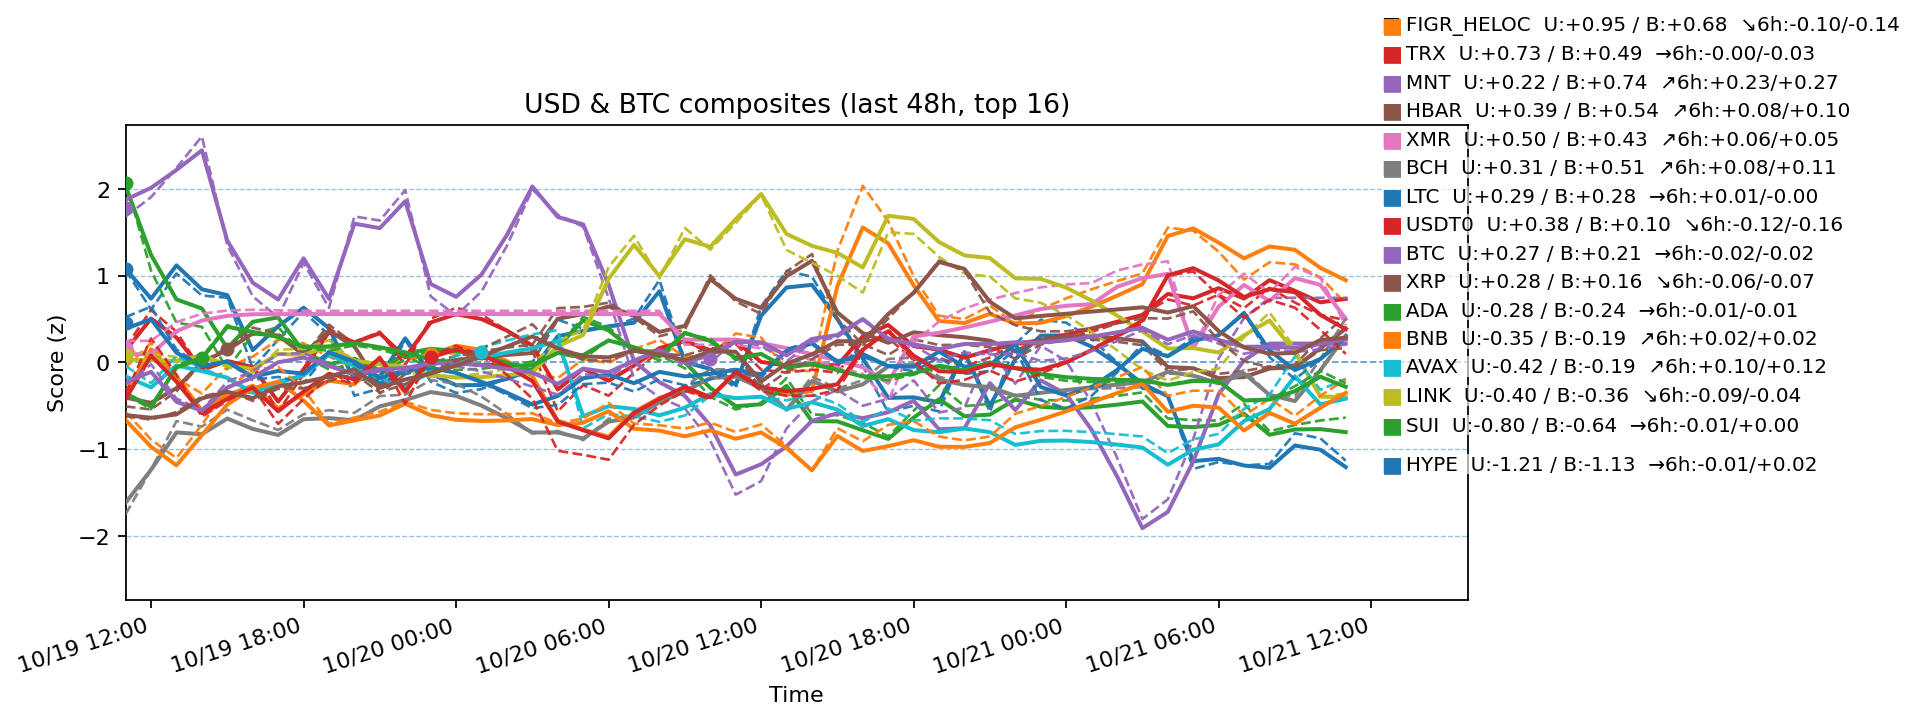 FIGR_HELOC U:+0.95 / B:+0.68 ↘6h:-0.10/-0.14
TRX U:+0.73 / B:+0.49 →6h:-0.00/-0.03
MNT U:+0.22 / B:+0.74 ↗6h:+0.23/+0.27
USD & BTC composites (last 48h, top 16)
HBAR U:+0.39 / B:+0.54 ↗6h:+0.08/+0.10
XMR U:+0.50 / B:+0.43 ↗6h:+0.06/+0.05
BCH U:+0.31 / B:+0.51 ↗6h:+0.08/+0.11
LTC U:+0.29 / B:+0.28 →6h:+0.01/-0.00
USDT0 U:+0.38 / B:+0.10 ↘6h:-0.12/-0.16
BTC U:+0.27 / B:+0.21 →6h:-0.02/-0.02
XRP U:+0.28 / B:+0.16 ↘6h:-0.06/-0.07
ADA U:-0.28 / B:-0.24 →6h:-0.01/-0.01
BNB U:-0.35 / B:-0.19 ↗6h:+0.02/+0.02
AVAX U:-0.42 / B:-0.19 ↗6h:+0.10/+0.12
LINK U:-0.40 / B:-0.36 ↘6h:-0.09/-0.04
SUI U:-0.80 / B:-0.64 →6h:-0.01/+0.00
HYPE U:-1.21 / B:-1.13 →6h:-0.01/+0.02
Score (z)
2
1
0
−1
−2
10/19 12:00
10/19 18:00
10/20 00:00
10/20 06:00
10/20 12:00
10/20 18:00
10/21 00:00
10/21 06:00
10/21 12:00
Time